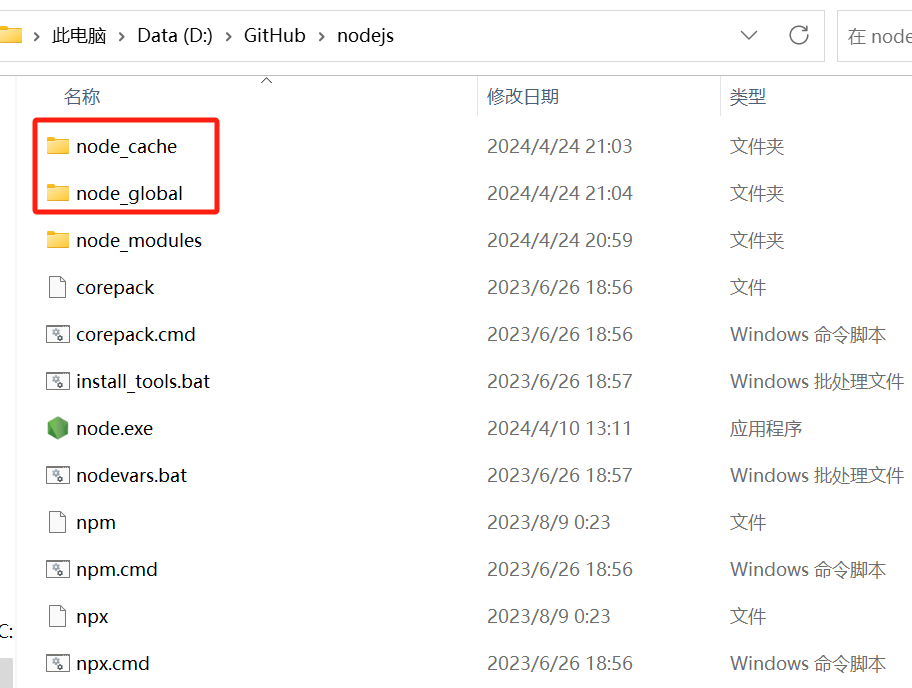 此电脑 > Data (D:) > GitHub > nodejs 在 node
名称 修改日期 类型
node_cache 2024/4/24 21:03 文件夹
node_global 2024/4/24 21:04 文件夹
node_modules 2024/4/24 20:59 文件夹
corepack 2023/6/26 18:56 文件
corepack.cmd 2023/6/26 18:56 Windows 命令脚本
install_tools.bat 2023/6/26 18:57 Windows 批处理文件
node.exe 2024/4/10 13:11 应用程序
nodevars.bat 2023/6/26 18:57 Windows 批处理文件
npm 2023/8/9 0:23 文件
npm.cmd 2023/6/26 18:56 Windows 命令脚本
npx 2023/8/9 0:23 文件
C:
npx.cmd 2023/6/26 18:56 Windows 命令脚本